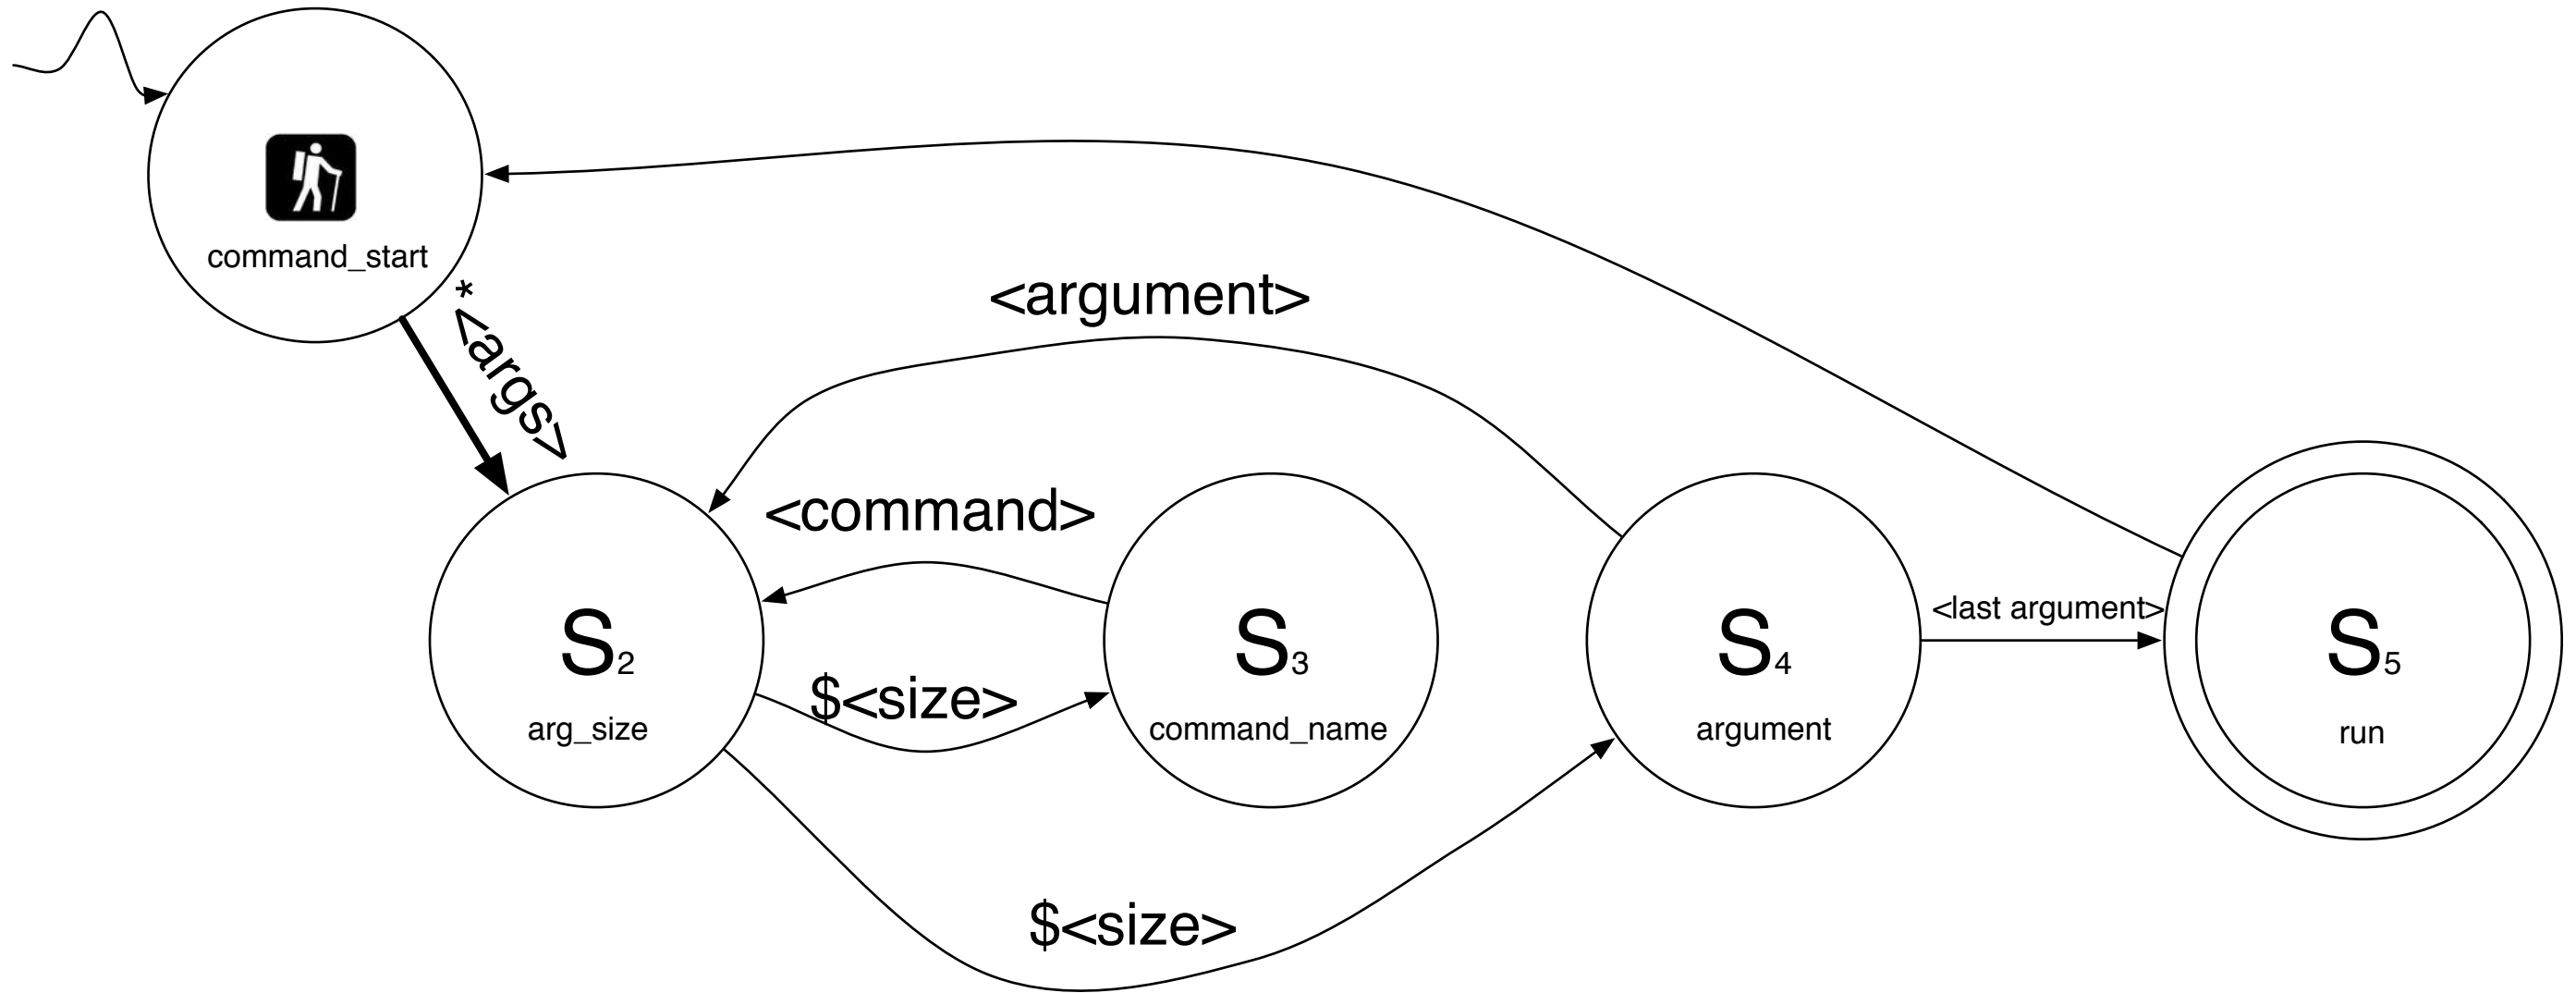 command_start
*<args>
<argument>
<command>
$<size>
S2
arg_size
S3
command_name
S4
argument
<last argument>
S5
run
$<size>